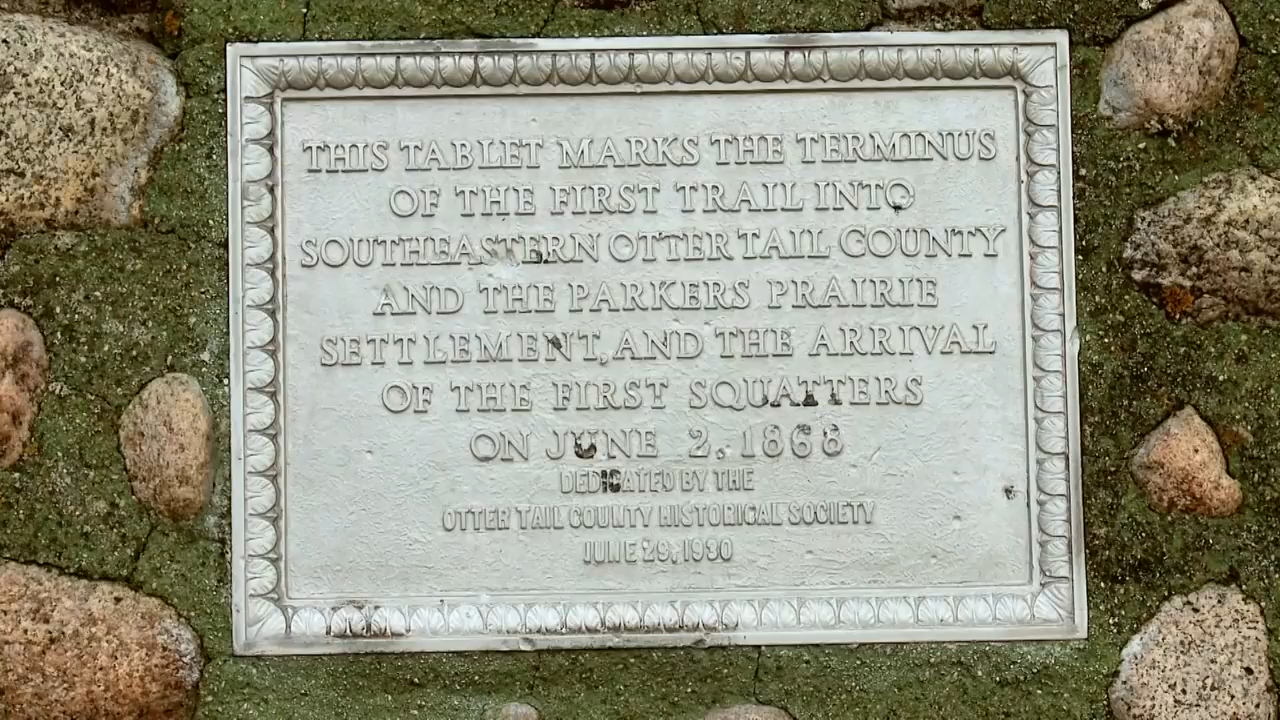 THIS TABLET MARKS THE TERMINUS
OF THE FIRST TRAIL INTO
SOUTHEASTERN OTTER TAIL COUNTY
AND THE PARKERS PRAIRIE
SETTLEMENT, AND THE ARRIVAL
OF THE FIRST SQUATTERS
ON JUNE 2, 1868
DEDICATED BY THE
OTTER TAIL COUNTY HISTORICAL SOCIETY
JUNE 29, 1930